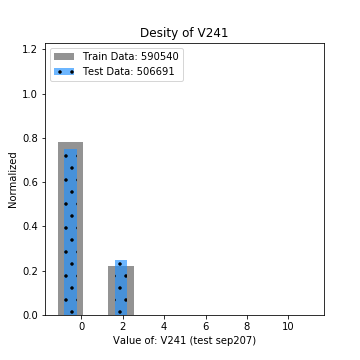 Desity of V241
Train Data: 590540
Test Data: 506691
Normalized
1.2
1.0
0.8
0.6
0.4
0.2
0.0
0 2 4 6 8 10
Value of: V241 (test sep207)